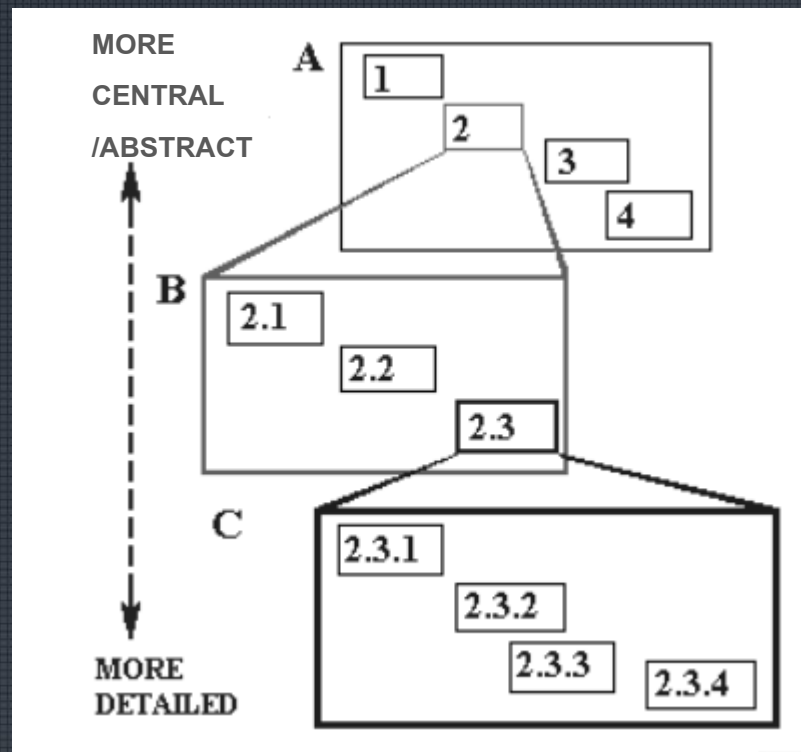 MORE
CENTRAL
/ABSTRACT
A
1
2
3
4
B
2.1
2.2
2.3
C
2.3.1
2.3.2
2.3.3
2.3.4
MORE
DETAILED